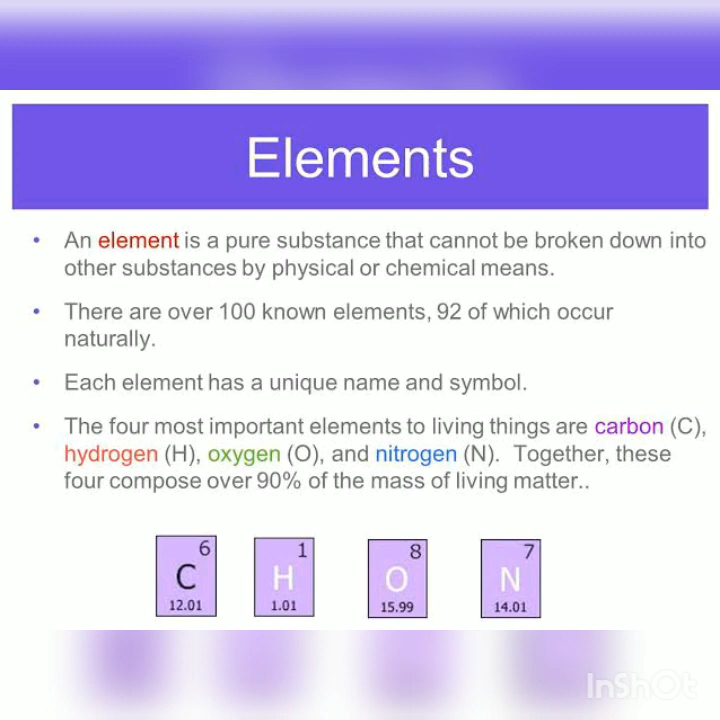 Elements
• An element is a pure substance that cannot be broken down into
other substances by physical or chemical means.
• There are over 100 known elements, 92 of which occur
naturally.
• Each element has a unique name and symbol.
• The four most important elements to living things are carbon (C),
hydrogen (H), oxygen (O), and nitrogen (N).  Together, these
four compose over 90% of the mass of living matter..
6
C
12.01
1
H
1.01
8
O
15.99
7
N
14.01
InShOt